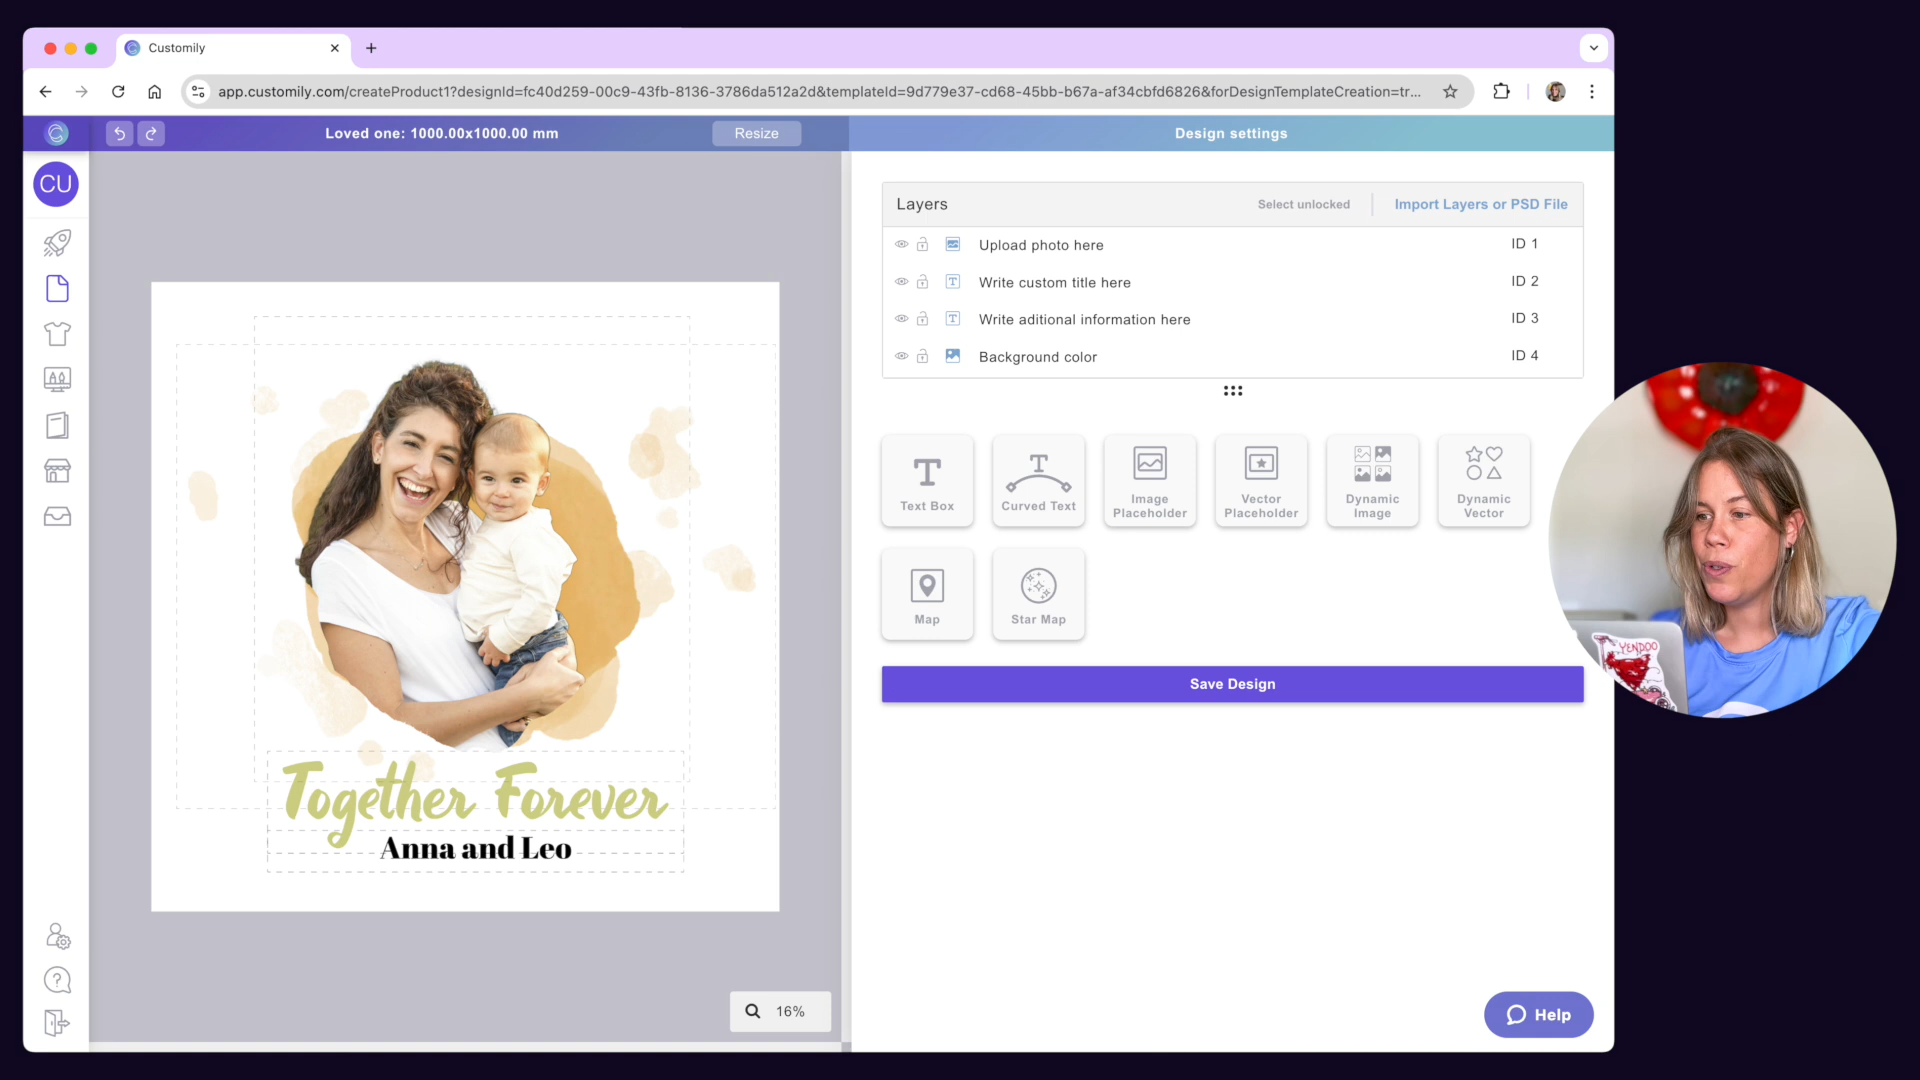 Customily
app.customily.com/createProduct1?designId=fc40d259-00c9-43fb-8136-3786da512a2d&templateId=9d779e37-cd68-45bb-b67a-af34cbfd6826&forDesignTemplateCreation=tr...
Loved one: 1000.00x1000.00 mm
Resize
Design settings
CU
Layers
Select unlocked
Import Layers or PSD File
Upload photo here
ID 1
Write custom title here
ID 2
Write aditional information here
ID 3
Background color
ID 4
Text Box
Curved Text
Image
Placeholder
Vector
Placeholder
Dynamic
Image
Dynamic
Vector
Map
Star Map
Save Design
Together Forever
Anna and Leo
YENDOO
16%
Help